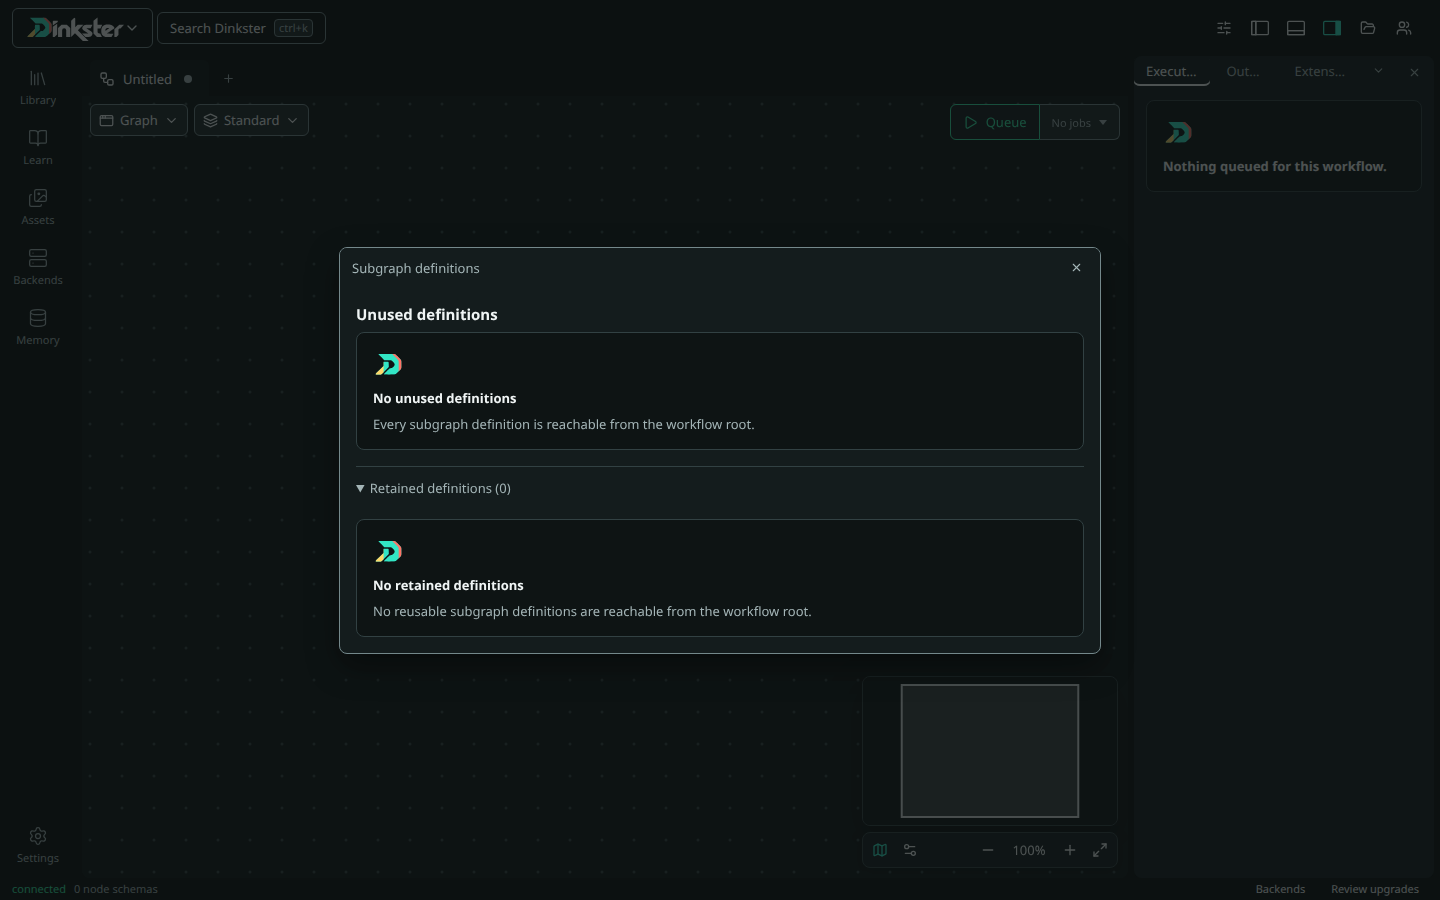 Dinkster
Search Dinkster ctrl+k
Library
Learn
Assets
Backends
Memory
Settings
Untitled
Graph
Standard
Queue
No jobs
Execut...
Out...
Extens...
Nothing queued for this workflow.
Subgraph definitions
Unused definitions
No unused definitions
Every subgraph definition is reachable from the workflow root.
Retained definitions (0)
No retained definitions
No reusable subgraph definitions are reachable from the workflow root.
100%
connected 0 node schemas
Backends
Review upgrades